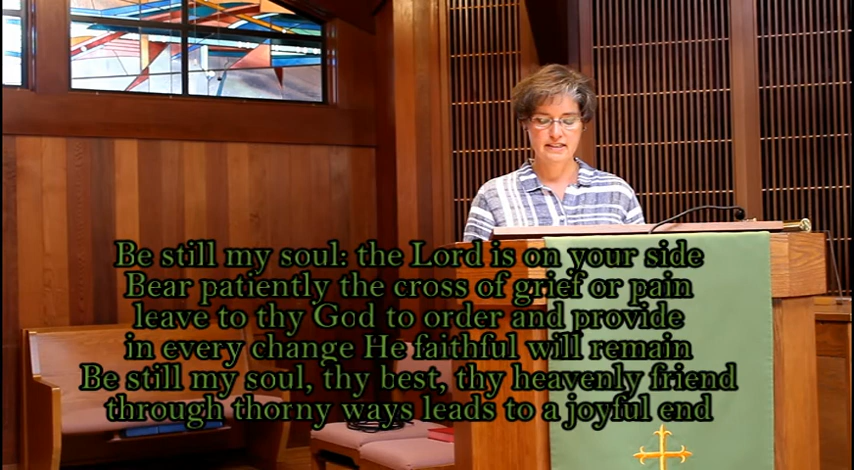 Be still my soul: the Lord is on your side
Bear patiently the cross of grief or pain
leave to thy God to order and provide
in every change He faithful will remain
Be still my soul, thy best, thy heavenly friend
through thorny ways leads to a joyful end